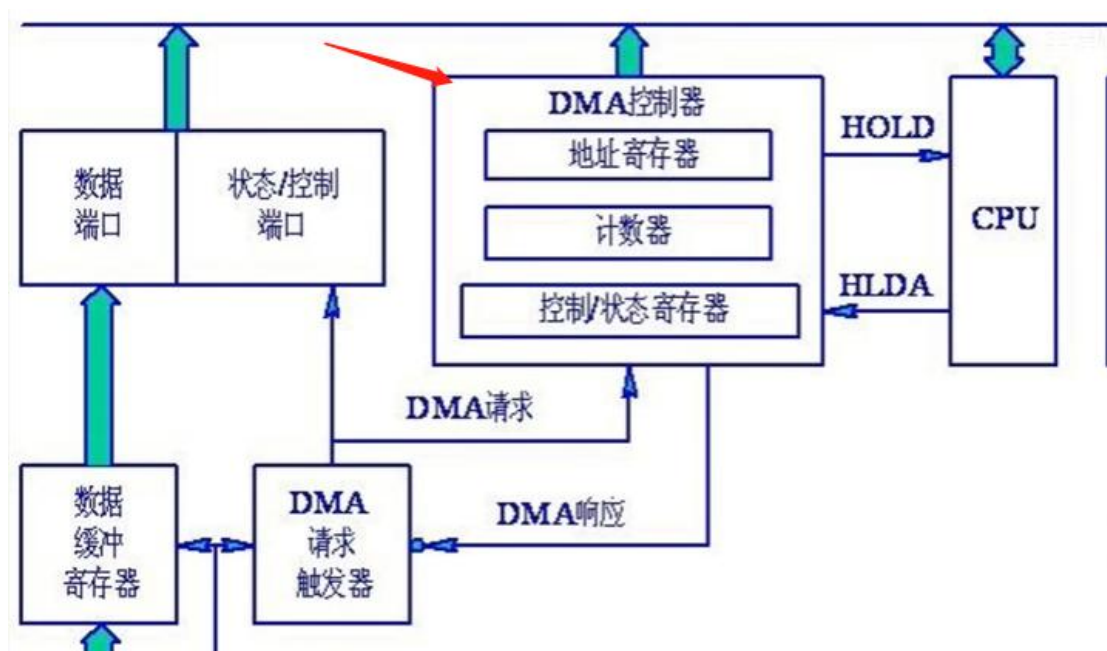 DMA控制器
地址寄存器
计数器
控制/状态寄存器
HOLD
HLDA
CPU
数据
端口
状态/控制
端口
DMA请求
DMA响应
数据
缓冲
寄存器
DMA
请求
触发器